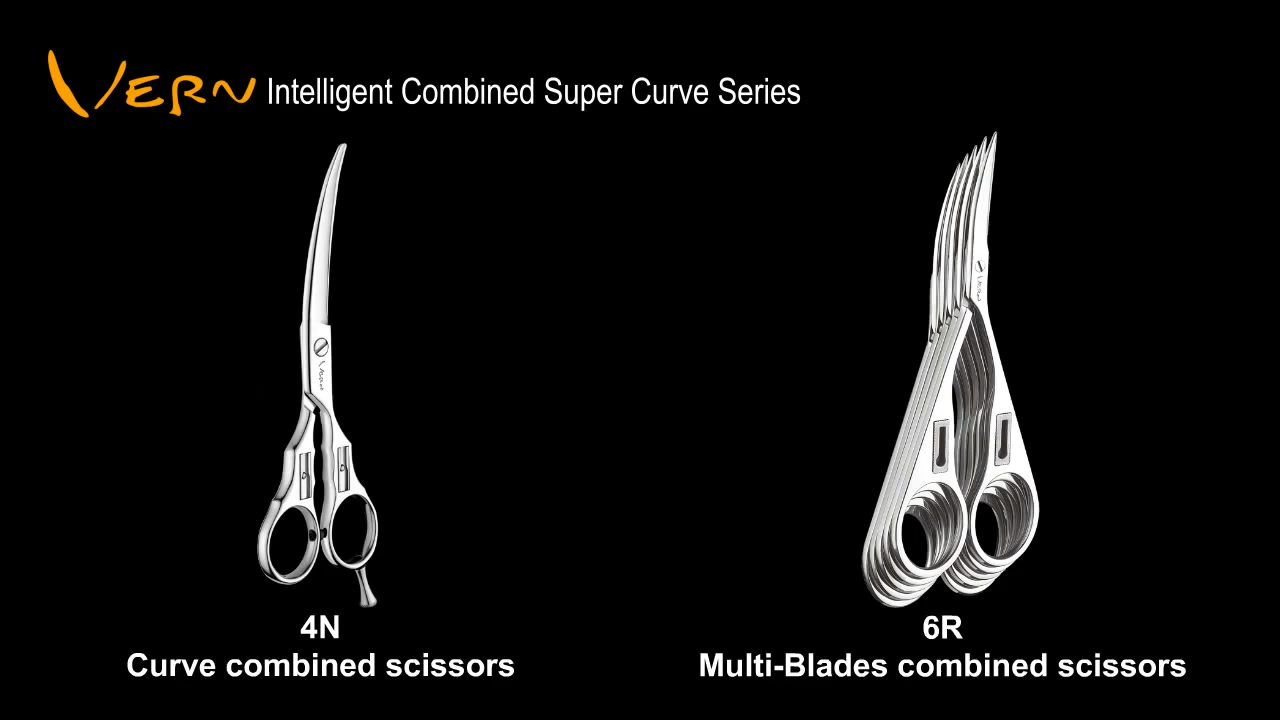 VERN Intelligent Combined Super Curve Series
4N
Curve combined scissors
6R
Multi-Blades combined scissors